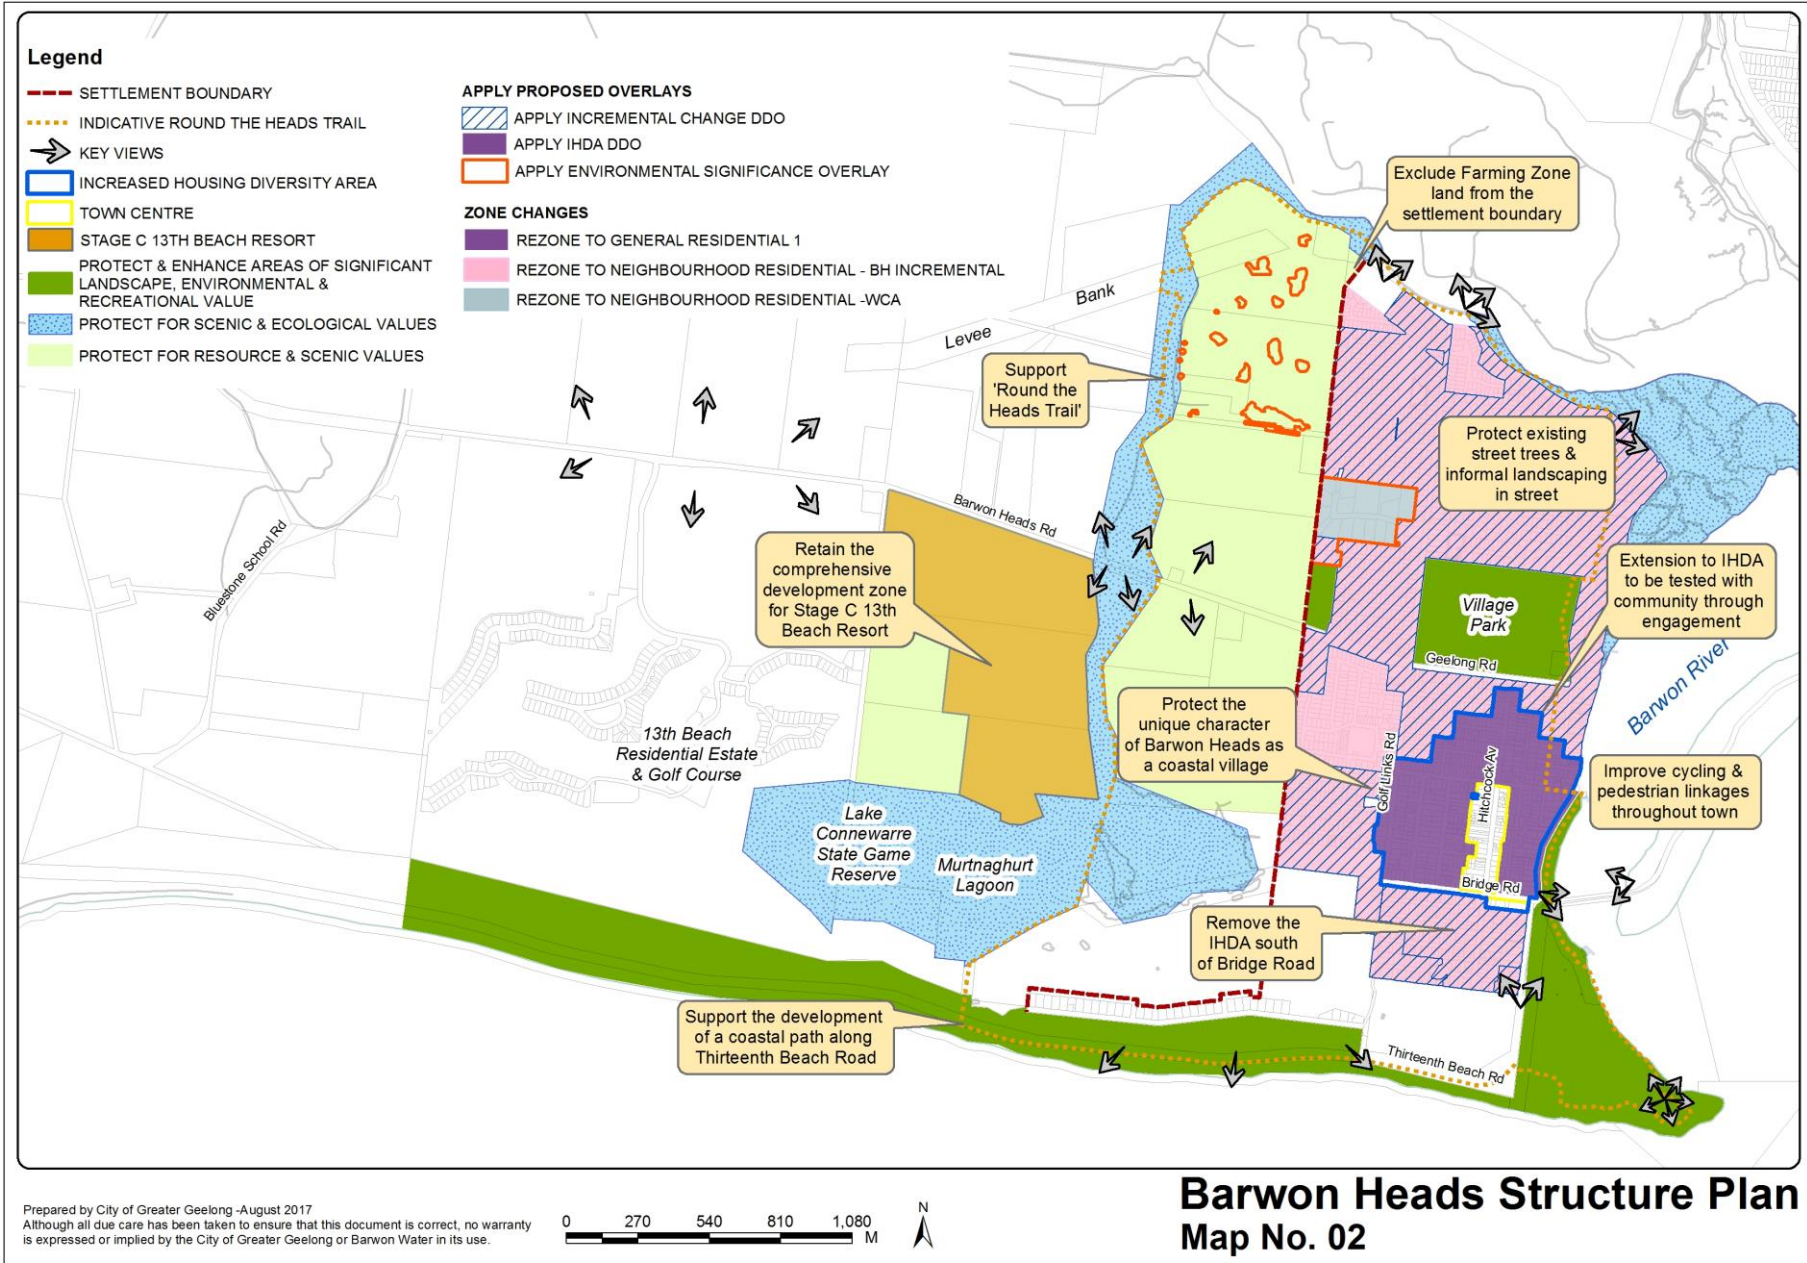 Legend
SETTLEMENT BOUNDARY
INDICATIVE ROUND THE HEADS TRAIL
KEY VIEWS
INCREASED HOUSING DIVERSITY AREA
TOWN CENTRE
STAGE C 13TH BEACH RESORT
PROTECT & ENHANCE AREAS OF SIGNIFICANT
LANDSCAPE, ENVIRONMENTAL &
RECREATIONAL VALUE
PROTECT FOR SCENIC & ECOLOGICAL VALUES
PROTECT FOR RESOURCE & SCENIC VALUES
APPLY PROPOSED OVERLAYS
APPLY INCREMENTAL CHANGE DDO
APPLY IHDA DDO
APPLY ENVIRONMENTAL SIGNIFICANCE OVERLAY
ZONE CHANGES
REZONE TO GENERAL RESIDENTIAL 1
REZONE TO NEIGHBOURHOOD RESIDENTIAL - BH INCREMENTAL
REZONE TO NEIGHBOURHOOD RESIDENTIAL -WCA
Exclude Farming Zone
land from the
settlement boundary
Bank
Levee
Support
'Round the
Heads Trail'
Protect existing
street trees &
informal landscaping
in street
Barwon Heads Rd
Bluestone School Rd
Retain the
comprehensive
development zone
for Stage C 13th
Beach Resort
Extension to IHDA
to be tested with
community through
engagement
Village
Park
Geelong Rd
Barwon River
Protect the
unique character
of Barwon Heads as
a coastal village
13th Beach
Residential Estate
& Golf Course
Golf Links Rd
Hitchcock Av
Improve cycling &
pedestrian linkages
throughout town
Lake
Connewarre
State Game
Reserve
Murtnaghurt
Lagoon
Bridge Rd
Remove the
IHDA south
of Bridge Road
Support the development
of a coastal path along
Thirteenth Beach Road
Thirteenth Beach Rd
Prepared by City of Greater Geelong -August 2017
Although all due care has been taken to ensure that this document is correct, no warranty
is expressed or implied by the City of Greater Geelong or Barwon Water in its use.
0 270 540 810 1,080
M
N
Barwon Heads Structure Plan
Map No. 02